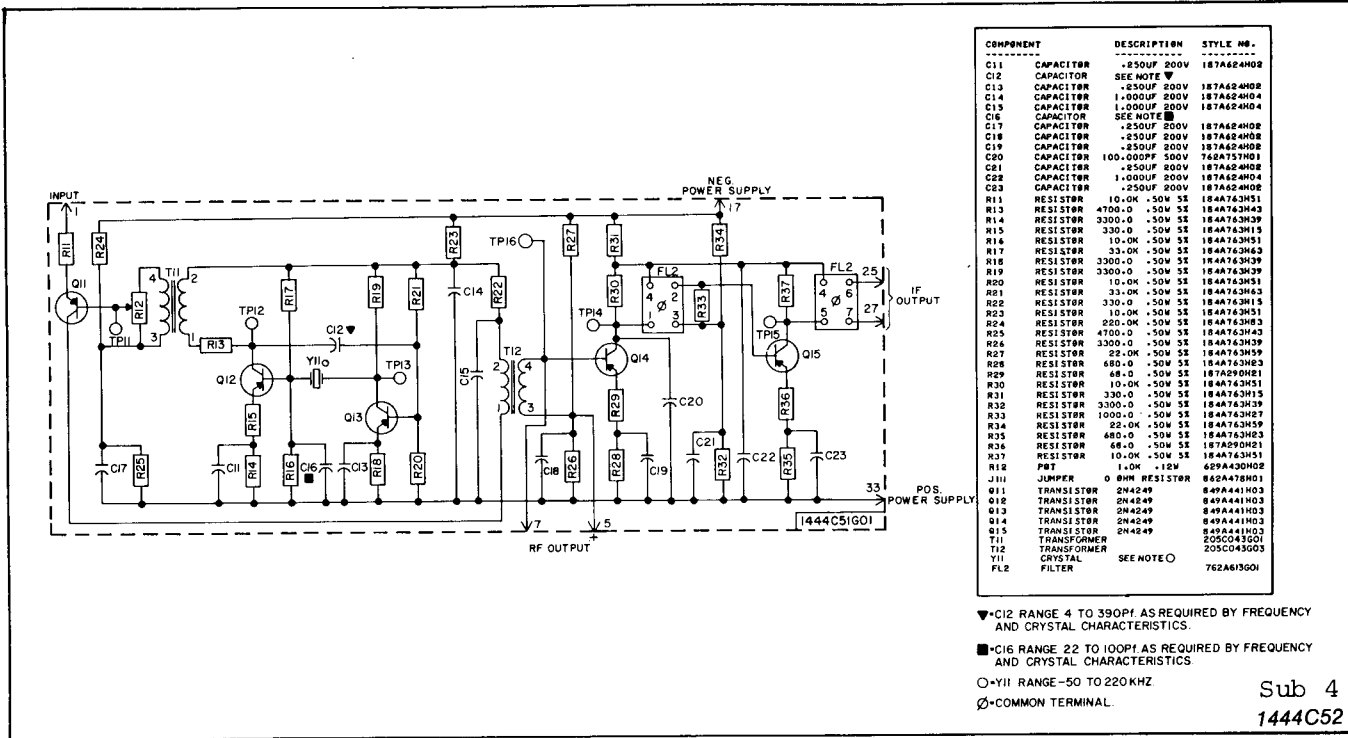 INPUT
1
NEG.
POWER SUPPLY
17
R11
R24
Q11
TP11
R12
4
3
T11
2
1
R13
TP12
C12▼
Q12
Y11○
TP13
R17
R19
R21
Q13
R15
C17
R25
C11
R14
R16
C16
■
C13
R18
R20
R23
C14
R22
C15
T12
2
1
4
3
TP16
R27
C18
R26
R31
R30
TP14
Q14
R29
R28
C19
C20
FL2
4 2
Ø
1 3
R33
R34
C21
R32
C22
R37
TP15
Q15
R36
R35
C23
FL2
4 6
Ø
5 7
25
27
IF
OUTPUT
33
POS.
POWER SUPPLY
1444C51G01
7
5
+
RF OUTPUT
COMPONENT DESCRIPTION STYLE NO.
C11 CAPACITOR .250UF 200V 187A624H02
C12 CAPACITOR SEE NOTE ▼
C13 CAPACITOR .250UF 200V 187A624H02
C14 CAPACITOR 1.000UF 200V 187A624H04
C15 CAPACITOR 1.000UF 200V 187A624H04
C16 CAPACITOR SEE NOTE ■
C17 CAPACITOR .250UF 200V 187A624H02
C18 CAPACITOR .250UF 200V 187A624H02
C19 CAPACITOR .250UF 200V 187A624H02
C20 CAPACITOR 100.000PF 500V 762A757H01
C21 CAPACITOR .250UF 200V 187A624H02
C22 CAPACITOR 1.000UF 200V 187A624H04
C23 CAPACITOR .250UF 200V 187A624H02
R11 RESISTOR 10.0K .50W 5% 184A763H51
R13 RESISTOR 4700.0 .50W 5% 184A763H43
R14 RESISTOR 3300.0 .50W 5% 184A763H39
R15 RESISTOR 330.0 .50W 5% 184A763H15
R16 RESISTOR 10.0K .50W 5% 184A763H51
R17 RESISTOR 33.0K .50W 5% 184A763H63
R18 RESISTOR 3300.0 .50W 5% 184A763H39
R19 RESISTOR 3300.0 .50W 5% 184A763H39
R20 RESISTOR 10.0K .50W 5% 184A763H51
R21 RESISTOR 33.0K .50W 5% 184A763H63
R22 RESISTOR 330.0 .50W 5% 184A763H15
R23 RESISTOR 10.0K .50W 5% 184A763H51
R24 RESISTOR 220.0K .50W 5% 184A763H83
R25 RESISTOR 4700.0 .50W 5% 184A763H43
R26 RESISTOR 3300.0 .50W 5% 184A763H39
R27 RESISTOR 22.0K .50W 5% 184A763H59
R28 RESISTOR 680.0 .50W 5% 184A763H23
R29 RESISTOR 68.0 .50W 5% 187A290H21
R30 RESISTOR 10.0K .50W 5% 184A763H51
R31 RESISTOR 330.0 .50W 5% 184A763H15
R32 RESISTOR 3300.0 .50W 5% 184A763H39
R33 RESISTOR 1000.0 .50W 5% 184A763H27
R34 RESISTOR 22.0K .50W 5% 184A763H59
R35 RESISTOR 680.0 .50W 5% 184A763H23
R36 RESISTOR 68.0 .50W 5% 187A290H21
R37 RESISTOR 10.0K .50W 5% 184A763H51
R12 POT 1.0K .12W 629A430H02
J111 JUMPER 0 OHM RESISTOR 862A478H01
Q11 TRANSISTOR 2N4249 849A441H03
Q12 TRANSISTOR 2N4249 849A441H03
Q13 TRANSISTOR 2N4249 849A441H03
Q14 TRANSISTOR 2N4249 849A441H03
Q15 TRANSISTOR 2N4249 849A441H03
T11 TRANSFORMER 205C043G01
T12 TRANSFORMER 205C043G03
Y11 CRYSTAL SEE NOTE ○
FL2 FILTER 762A613G01
▼=C12 RANGE 4 TO 390Pf. AS REQUIRED BY FREQUENCY
AND CRYSTAL CHARACTERISTICS.
■=C16 RANGE 22 TO 100Pf. AS REQUIRED BY FREQUENCY
AND CRYSTAL CHARACTERISTICS
○=Y11 RANGE-50 TO 220 KHZ.
Ø=COMMON TERMINAL.
Sub 4
1444C52